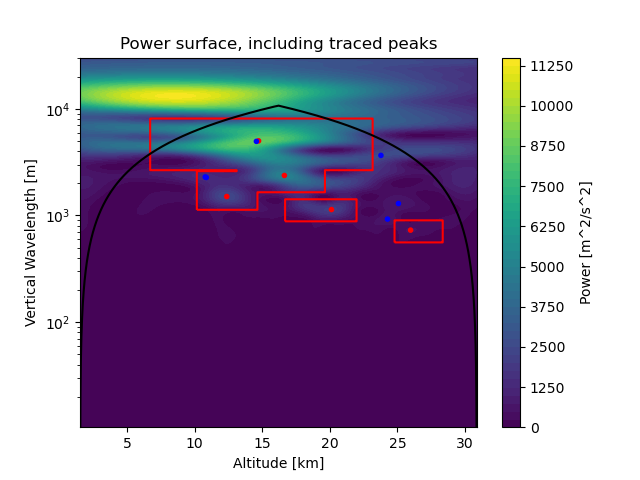 Power surface, including traced peaks
Vertical Wavelength [m]
10^4
10^3
10^2
5 10 15 20 25 30
Altitude [km]
11250
10000
8750
7500
6250
5000
3750
2500
1250
0
Power [m^2/s^2]